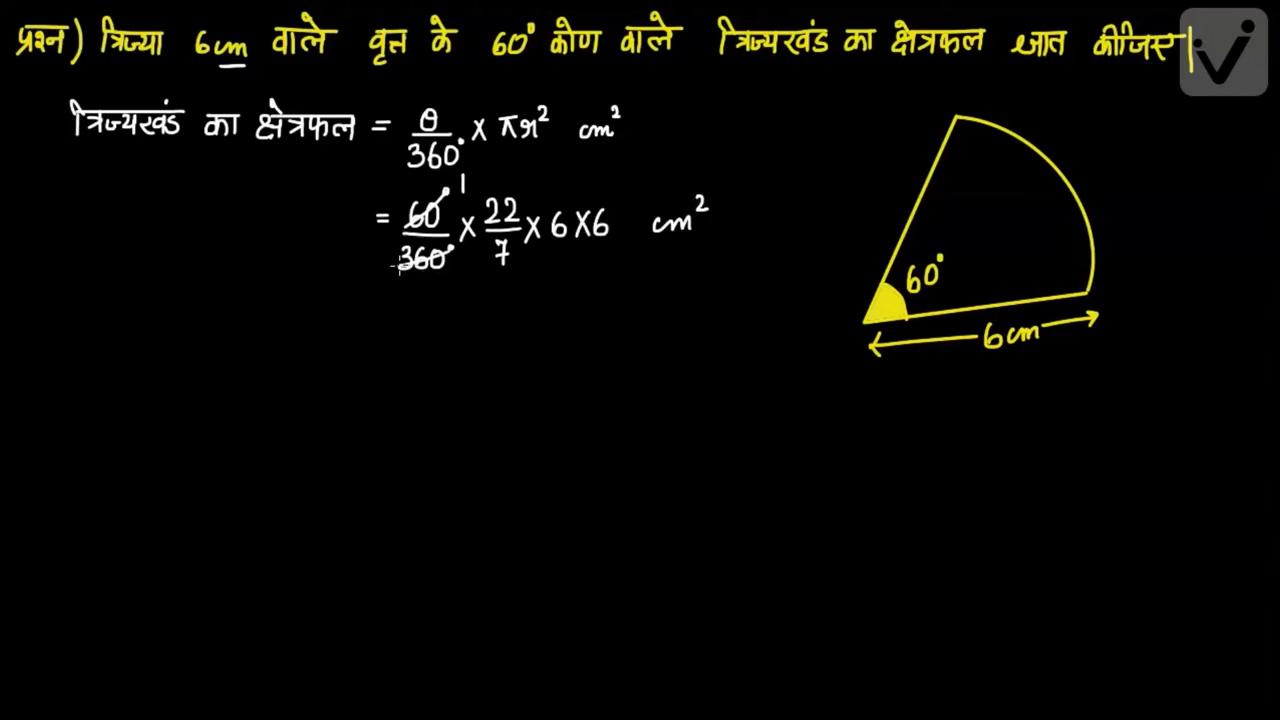 प्रश्न) त्रिज्या 6cm वाले वृत्त के 60° कोण वाले त्रिज्यखंड का क्षेत्रफल ज्ञात कीजिए|
त्रिज्यखंड का क्षेत्रफल = θ/360° × πr² cm²
= 60°/360° 1 × 22/7 × 6 × 6 cm²
60°
6cm